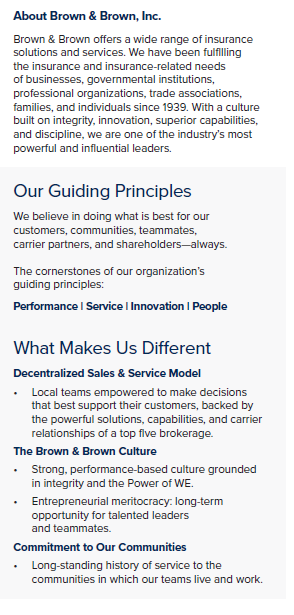 About Brown & Brown, Inc.
Brown & Brown offers a wide range of insurance
solutions and services. We have been fulfilling
the insurance and insurance-related needs
of businesses, governmental institutions,
professional organizations, trade associations,
families, and individuals since 1939. With a culture
built on integrity, innovation, superior capabilities,
and discipline, we are one of the industry's most
powerful and influential leaders.
Our Guiding Principles
We believe in doing what is best for our
customers, communities, teammates,
carrier partners, and shareholders—always.
The cornerstones of our organization's
guiding principles:
Performance | Service | Innovation | People
What Makes Us Different
Decentralized Sales & Service Model
• Local teams empowered to make decisions
that best support their customers, backed by
the powerful solutions, capabilities, and carrier
relationships of a top five brokerage.
The Brown & Brown Culture
• Strong, performance-based culture grounded
in integrity and the Power of WE.
• Entrepreneurial meritocracy: long-term
opportunity for talented leaders
and teammates.
Commitment to Our Communities
• Long-standing history of service to the
communities in which our teams live and work.